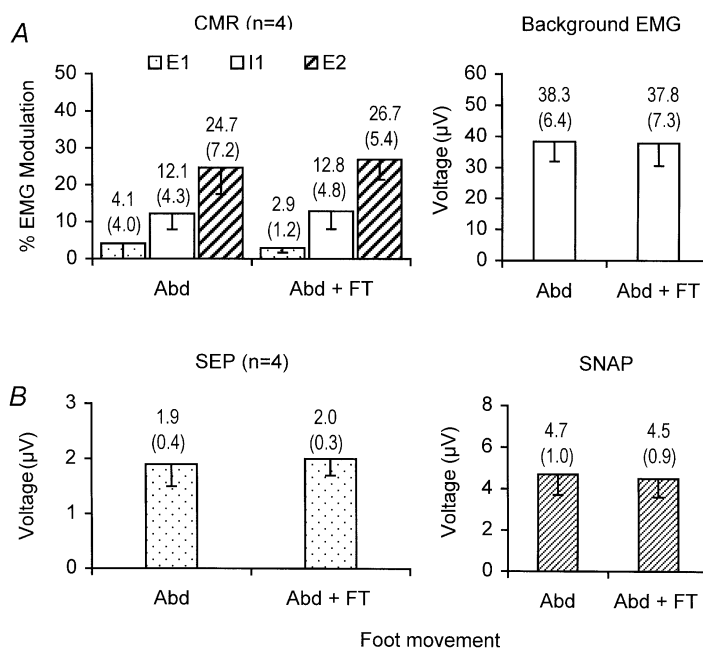 A
CMR (n=4)
E1 I1 E2
% EMG Modulation
50
40
30
20
10
0
4.1
(4.0)
12.1
(4.3)
24.7
(7.2)
2.9
(1.2)
12.8
(4.8)
26.7
(5.4)
Abd
Abd + FT
Background EMG
Voltage (µV)
60
50
40
30
20
10
0
38.3
(6.4)
37.8
(7.3)
Abd
Abd + FT
B
SEP (n=4)
Voltage (µV)
3
2
1
0
1.9
(0.4)
2.0
(0.3)
Abd
Abd + FT
SNAP
Voltage (µV)
8
6
4
2
0
4.7
(1.0)
4.5
(0.9)
Abd
Abd + FT
Foot movement